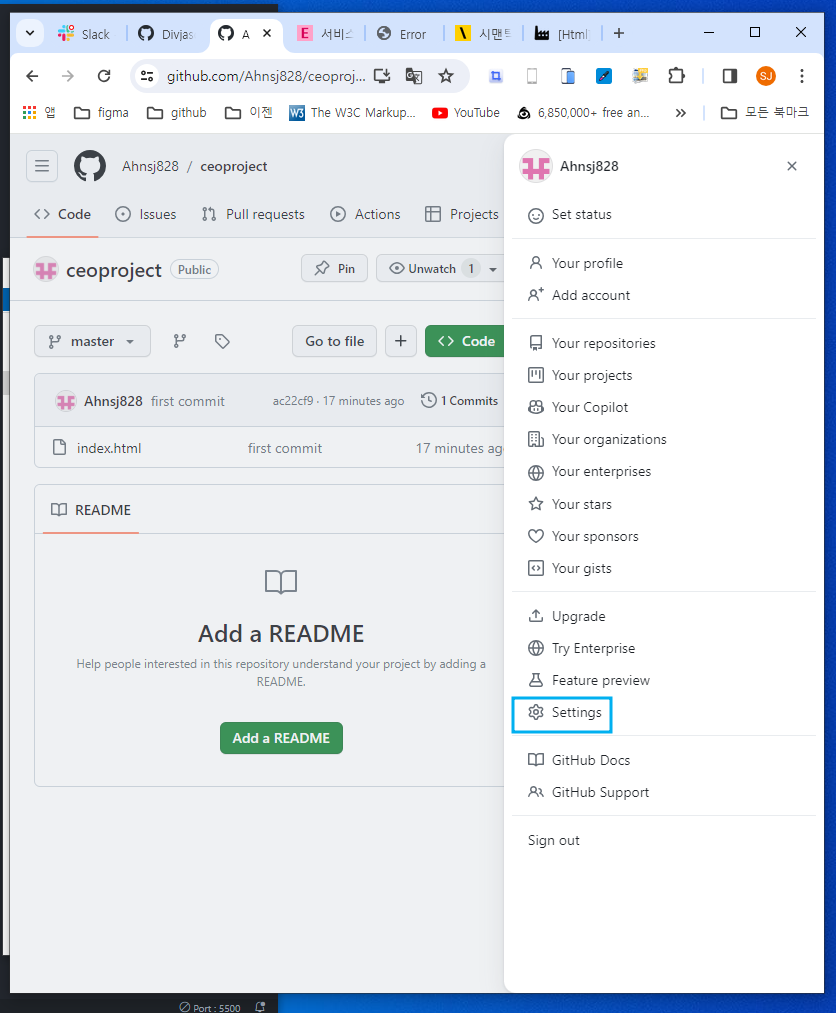 Slack Divjas A E 서비스 Error 시맨트 [Html
github.com/Ahnsj828/ceoproj... SJ
앱 figma github 이젠 W3 The W3C Markup... YouTube 6,850,000+ free an... » 모든 북마크
Ahnsj828 / ceoproject
Code Issues Pull requests Actions Projects
ceoproject Public Pin Unwatch 1
master Go to file + Code
Ahnsj828 first commit ac22cf9 · 17 minutes ago 1 Commits
index.html first commit 17 minutes ago
README
Add a README
Help people interested in this repository understand your project by adding a
README.
Add a README
Ahnsj828
Set status
Your profile
Add account
Your repositories
Your projects
Your Copilot
Your organizations
Your enterprises
Your stars
Your sponsors
Your gists
Upgrade
Try Enterprise
Feature preview
Settings
GitHub Docs
GitHub Support
Sign out
Port : 5500